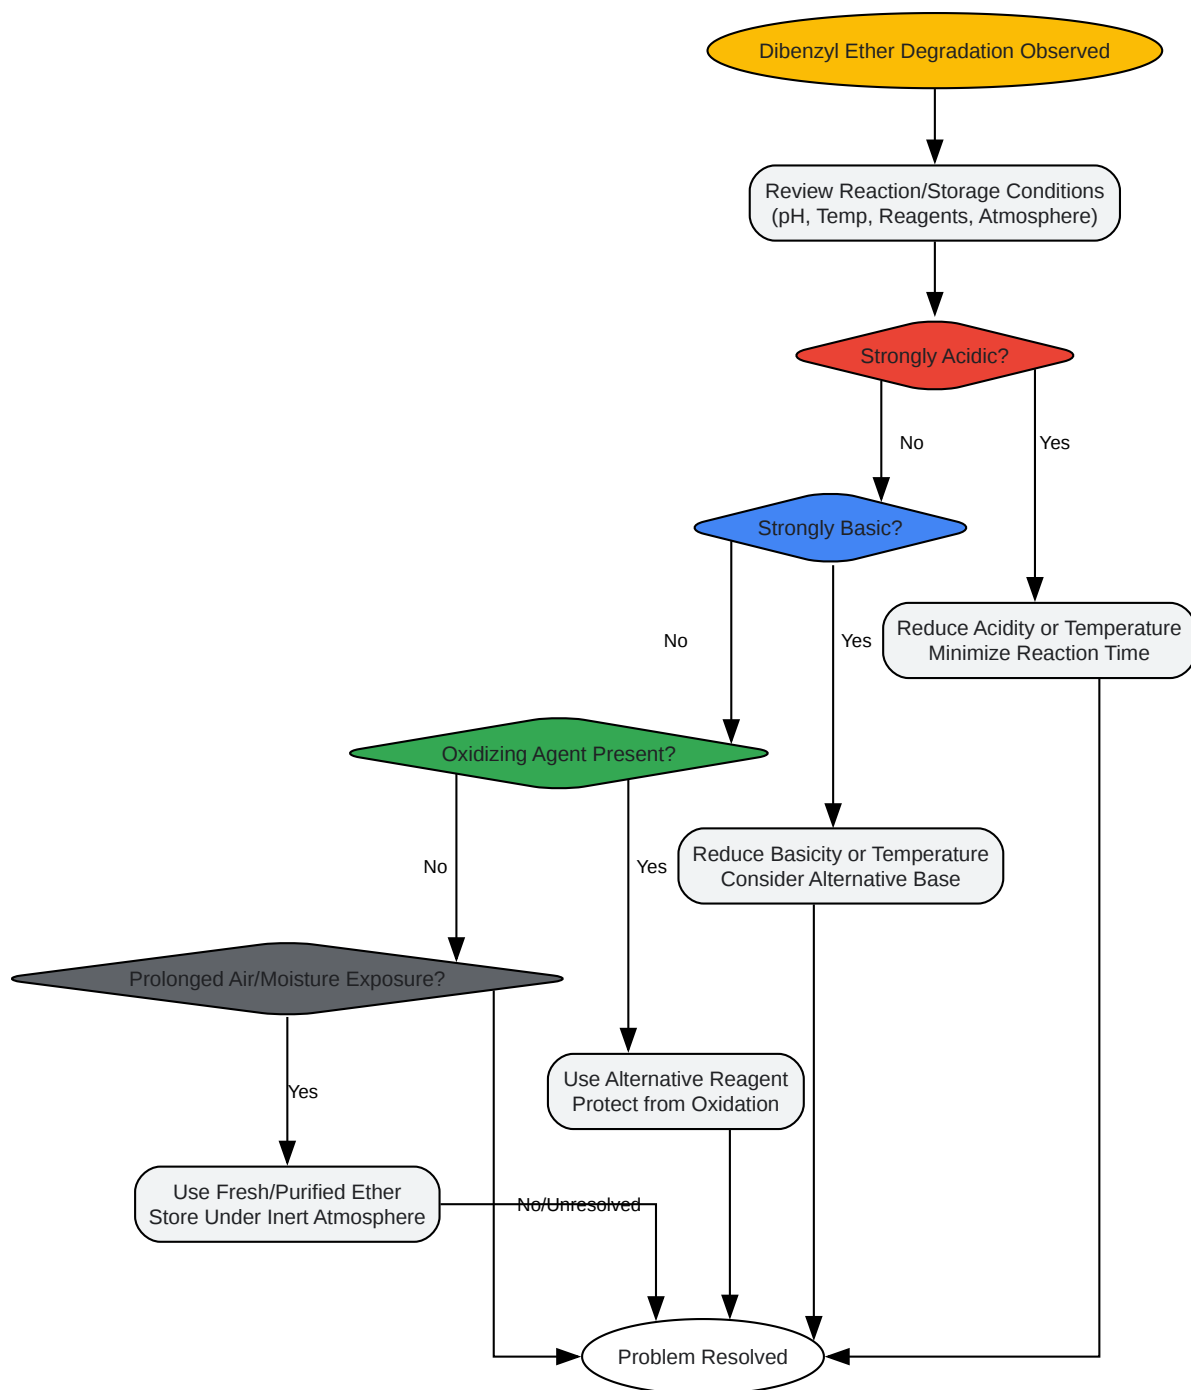 Dibenzyl Ether Degradation Observed
Review Reaction/Storage Conditions
(pH, Temp, Reagents, Atmosphere)
Strongly Acidic?
No
Yes
Strongly Basic?
No
Yes
Reduce Acidity or Temperature
Minimize Reaction Time
Oxidizing Agent Present?
No
Yes
Reduce Basicity or Temperature
Consider Alternative Base
Prolonged Air/Moisture Exposure?
Yes
Use Alternative Reagent
Protect from Oxidation
Use Fresh/Purified Ether
Store Under Inert Atmosphere
No/Unresolved
Problem Resolved